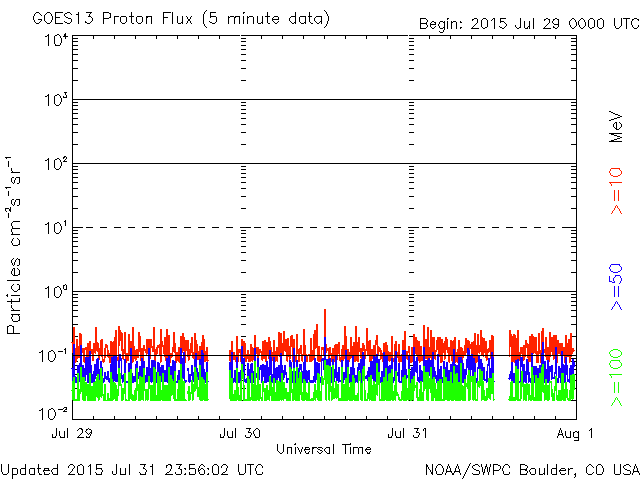 GOES13 Proton Flux (5 minute data)
Begin: 2015 Jul 29 0000 UTC
10⁴
10³
10²
10¹
10⁰
10⁻¹
10⁻²
Particles cm⁻²s⁻¹sr⁻¹
MeV
>=10
>=50
>=100
Jul 29
Jul 30
Jul 31
Aug 1
Universal Time
Updated 2015 Jul 31 23:56:02 UTC
NOAA/SWPC Boulder, CO USA